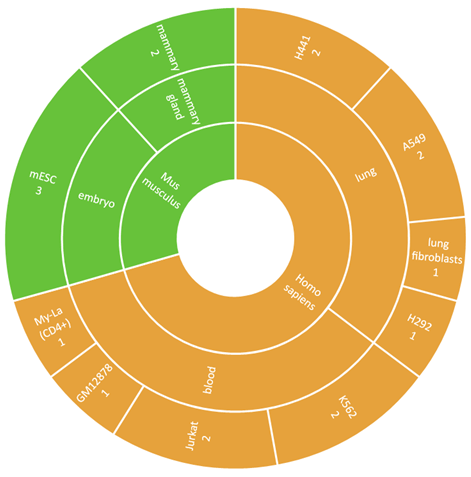 Homo
sapiens
lung
H441
2
A549
2
lung
fibroblasts
1
H292
1
blood
K562
2
Jurkat
2
GM12878
1
My-La
(CD4+)
1
Mus
musculus
embryo
mESC
3
mammary
gland
mammary
2